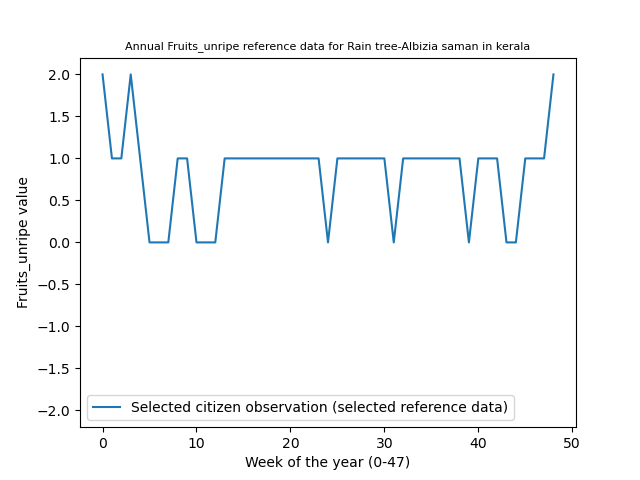 Annual Fruits_unripe reference data for Rain tree-Albizia saman in kerala
2.0
1.5
1.0
0.5
0.0
−0.5
−1.0
−1.5
−2.0
Fruits_unripe value
Selected citizen observation (selected reference data)
0 10 20 30 40 50
Week of the year (0-47)